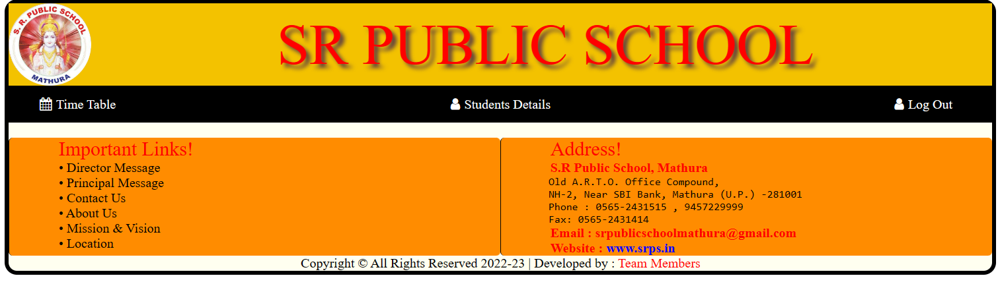 S. R. PUBLIC SCHOOL
MATHURA
SR PUBLIC SCHOOL
Time Table
Students Details
Log Out
Important Links!
• Director Message
• Principal Message
• Contact Us
• About Us
• Mission & Vision
• Location
Address!
S.R Public School, Mathura
Old A.R.T.O. Office Compound,
NH-2, Near SBI Bank, Mathura (U.P.) -281001
Phone : 0565-2431515 , 9457229999
Fax: 0565-2431414
Email : srpublicschoolmathura@gmail.com
Website : www.srps.in
Copyright © All Rights Reserved 2022-23 | Developed by : Team Members